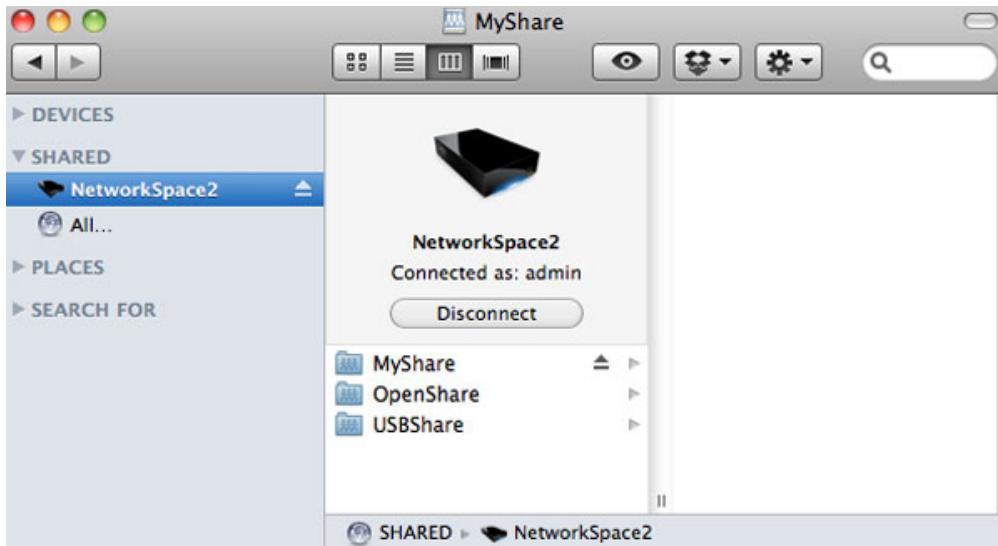 MyShare
DEVICES
SHARED
NetworkSpace2
All...
PLACES
SEARCH FOR
NetworkSpace2
Connected as: admin
Disconnect
MyShare
OpenShare
USBShare
SHARED NetworkSpace2